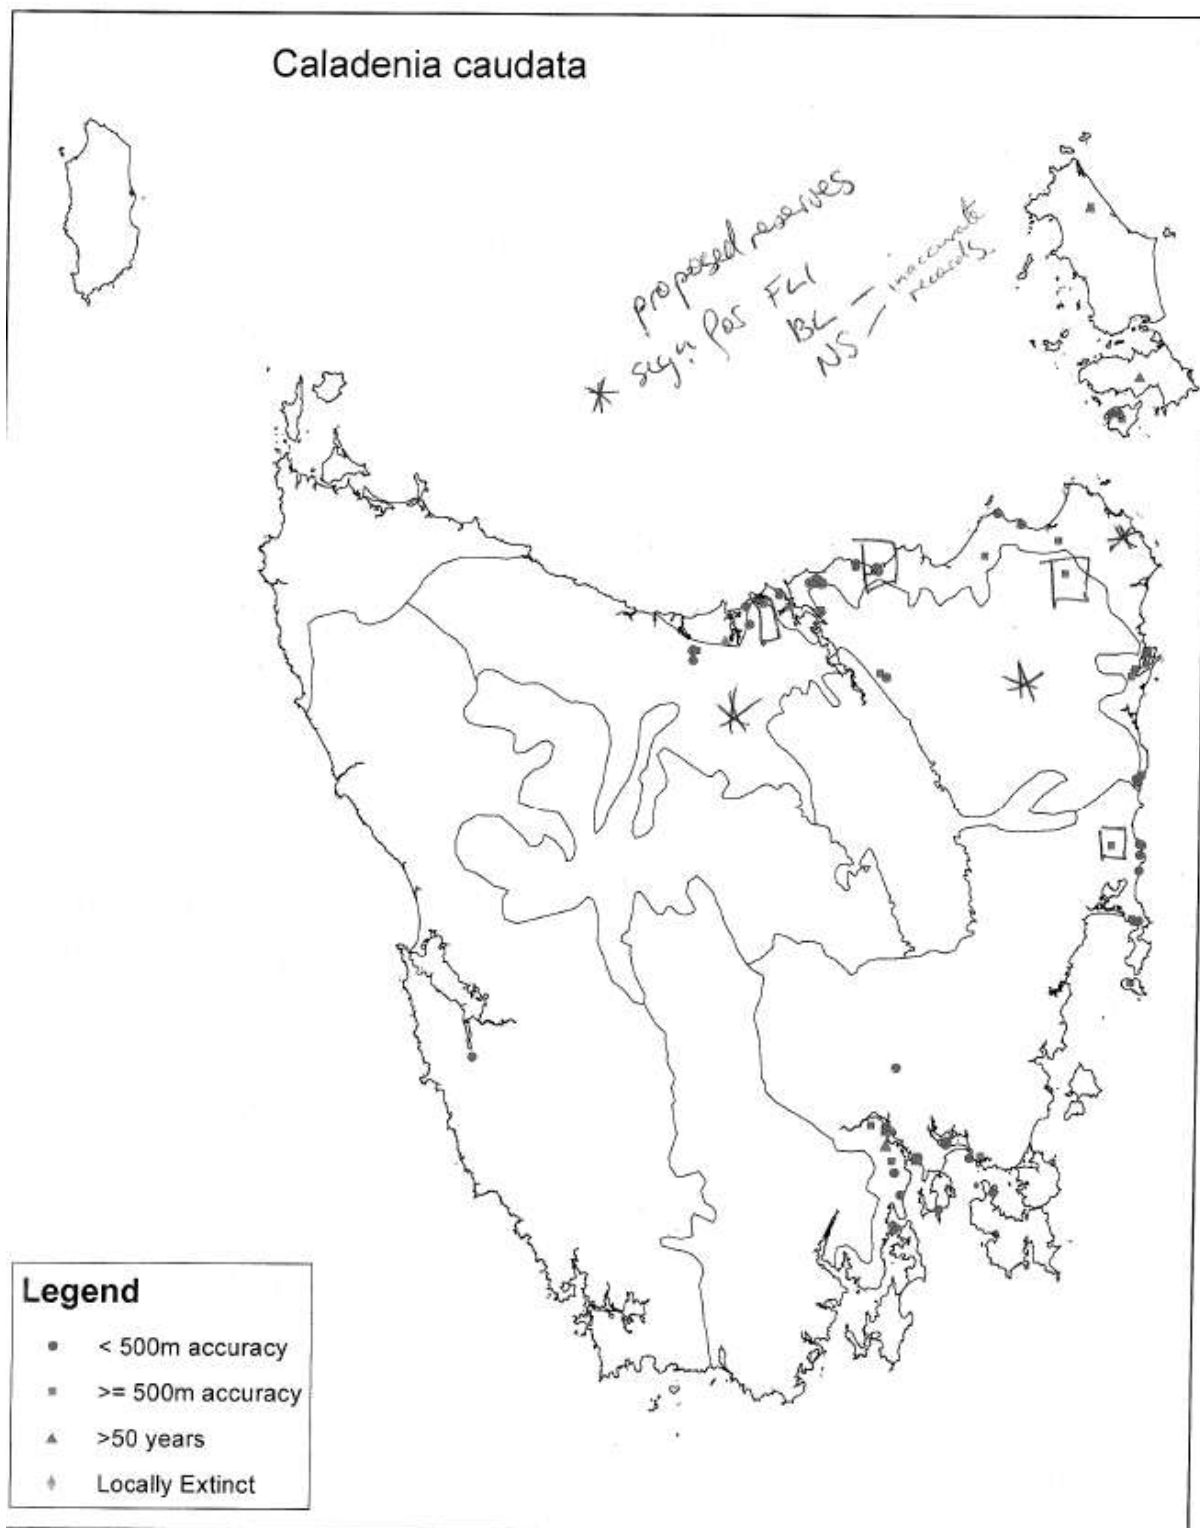 Caladenia caudata
proposed reserves
sign? pos FLI
BL — inaccurate
NS — records.
Legend
< 500m accuracy
>= 500m accuracy
>50 years
Locally Extinct